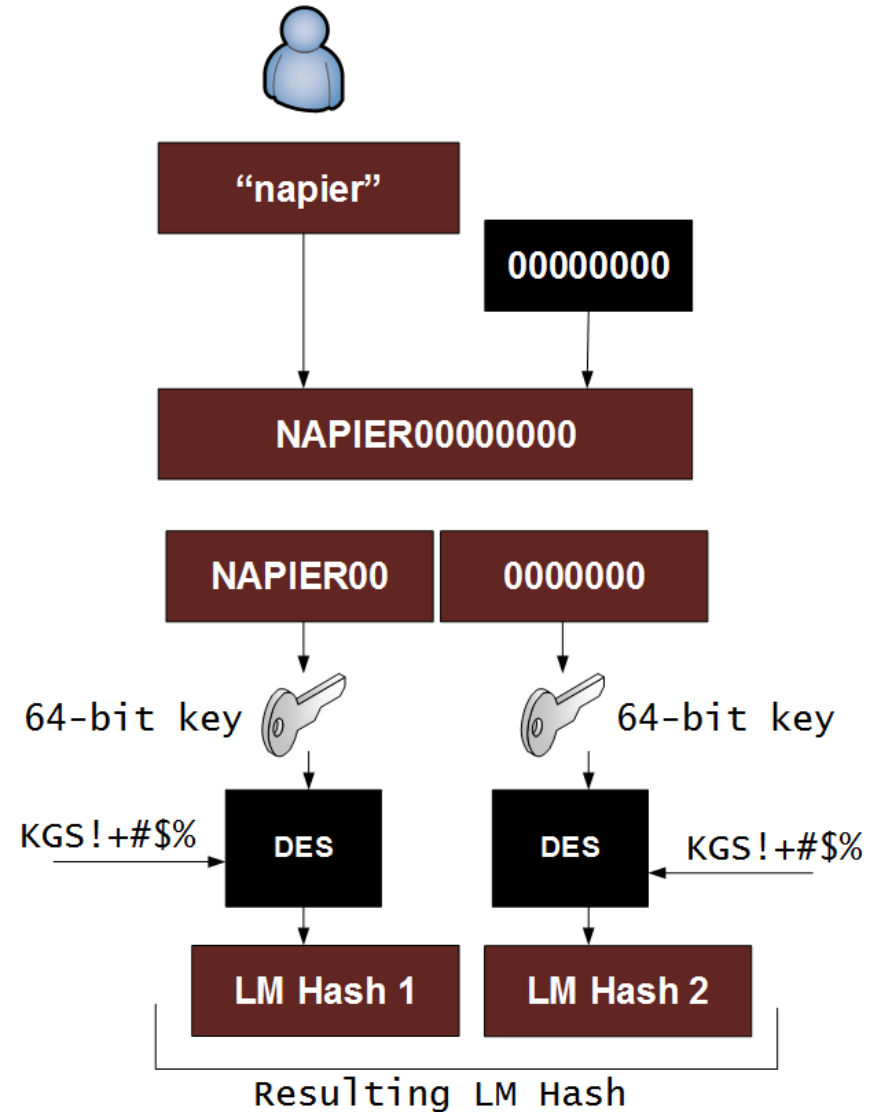 “napier”
00000000
NAPIER00000000
NAPIER00 0000000
64-bit key 64-bit key
KGS!+#$% DES DES KGS!+#$%
LM Hash 1 LM Hash 2
Resulting LM Hash